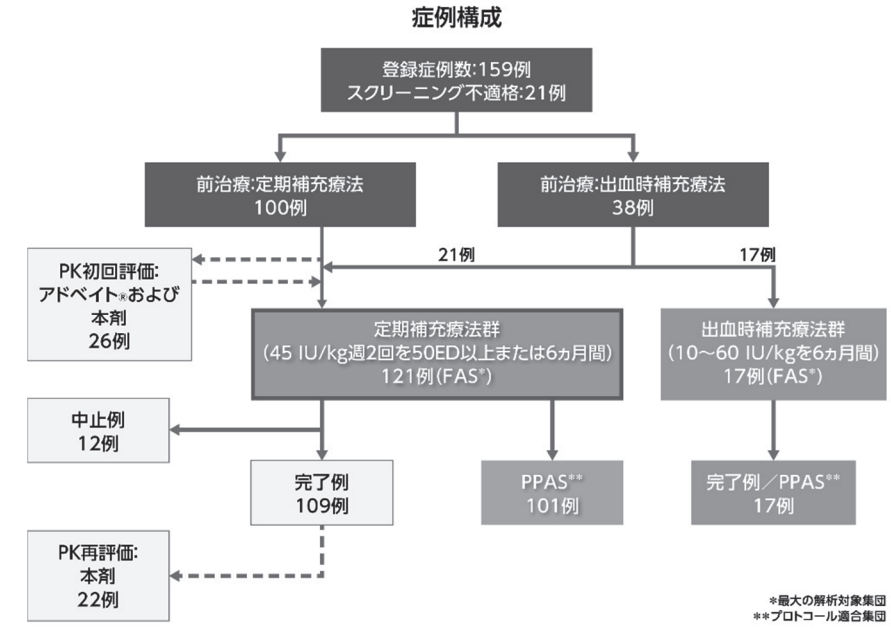 症例構成
登録症例数:159例
スクリーニング不適格:21例
前治療:定期補充療法
100例
前治療:出血時補充療法
38例
21例
17例
PK初回評価:
アドベイト®および
本剤
26例
定期補充療法群
(45 IU/kg週2回を50ED以上または6ヵ月間)
121例(FAS*)
出血時補充療法群
(10〜60 IU/kgを6ヵ月間)
17例(FAS*)
中止例
12例
完了例
109例
PPAS**
101例
完了例/PPAS**
17例
PK再評価:
本剤
22例
*最大の解析対象集団
**プロトコール適合集団